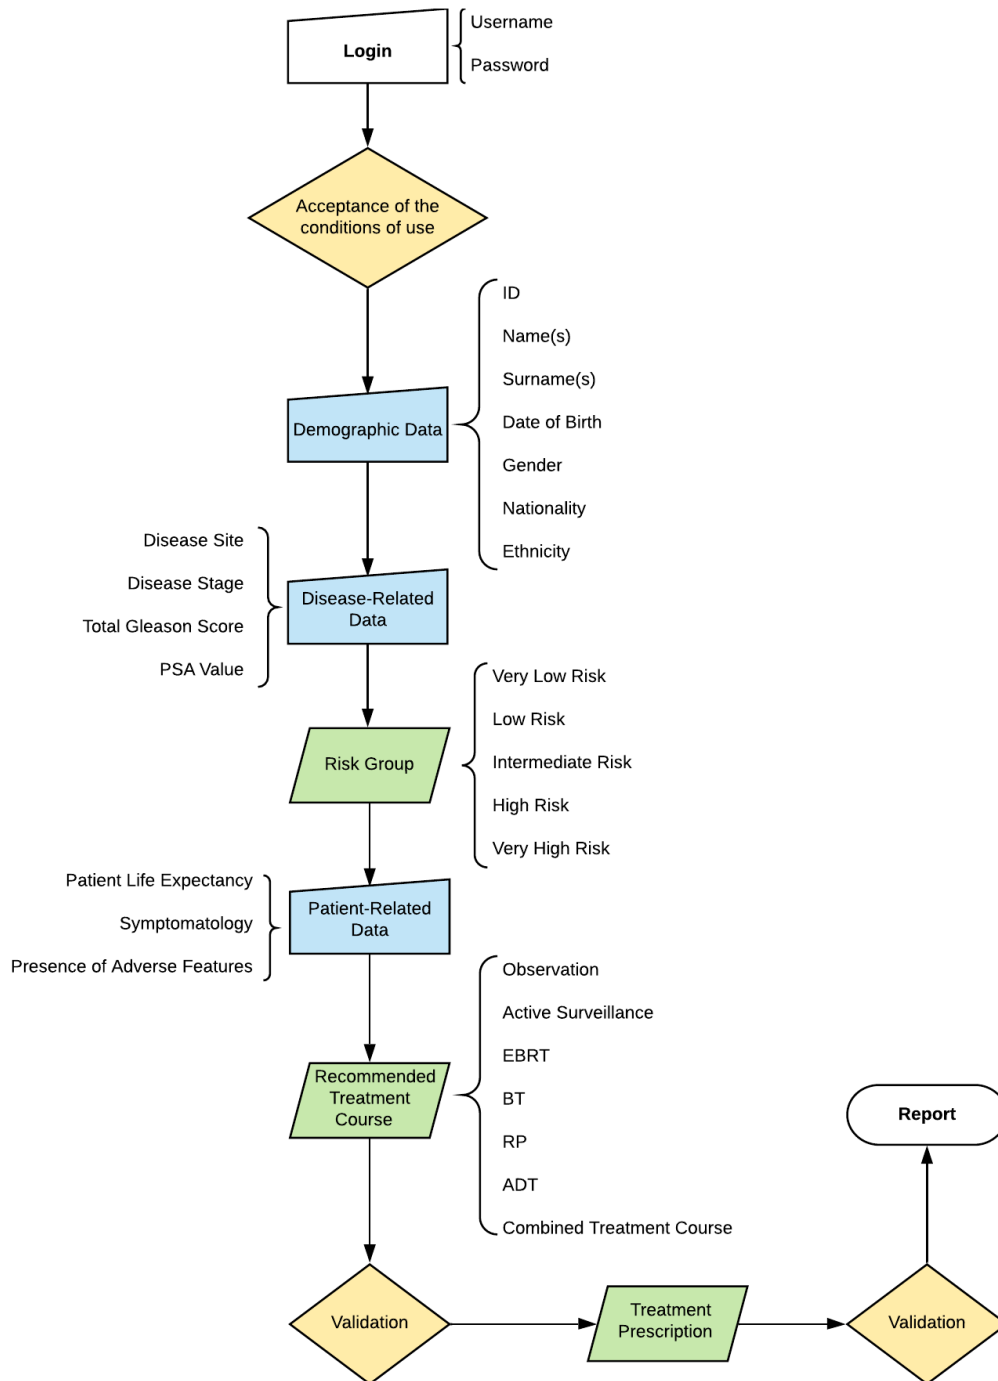 Login
Username
Password
Acceptance of the
conditions of use
Demographic Data
ID
Name(s)
Surname(s)
Date of Birth
Gender
Nationality
Ethnicity
Disease Site
Disease Stage
Total Gleason Score
PSA Value
Disease-Related
Data
Risk Group
Very Low Risk
Low Risk
Intermediate Risk
High Risk
Very High Risk
Patient Life Expectancy
Symptomatology
Presence of Adverse Features
Patient-Related
Data
Recommended
Treatment
Course
Observation
Active Surveillance
EBRT
BT
RP
ADT
Combined Treatment Course
Validation
Treatment
Prescription
Validation
Report